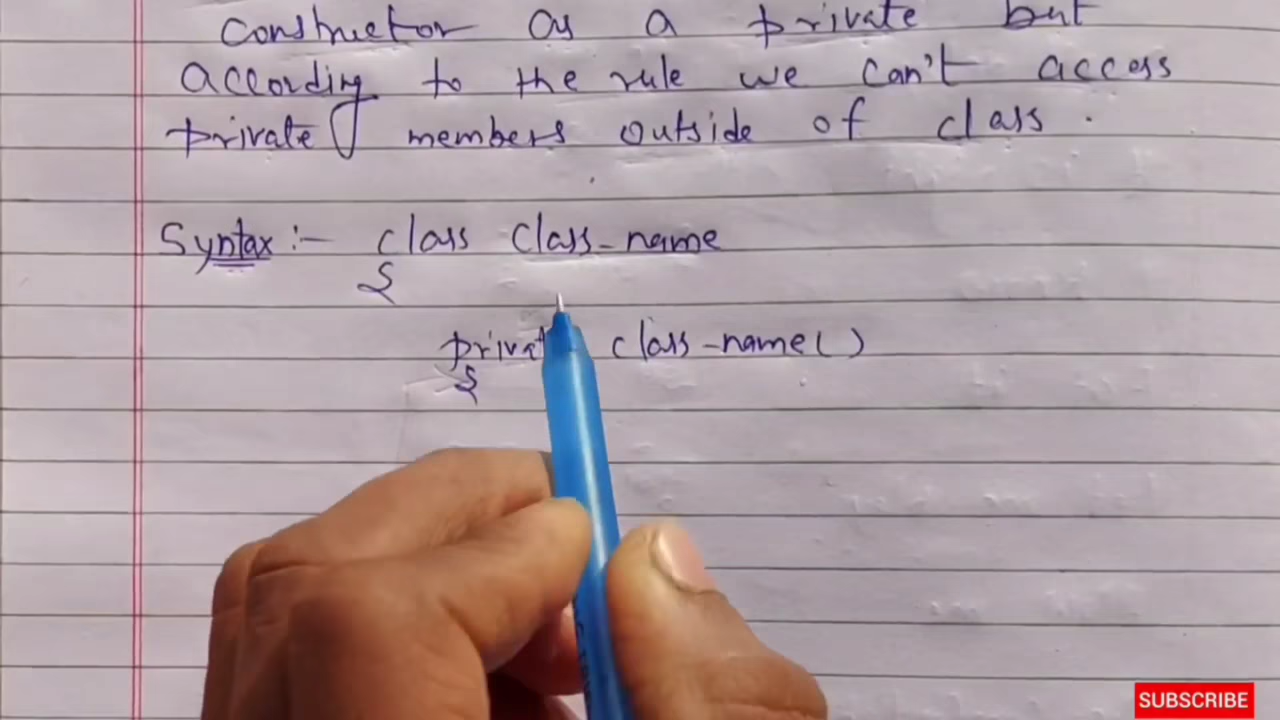 constructor as a private but
according to the rule we can't access
private members outside of class .
Syntax :- class Class-name
{
private class-name()
{
SUBSCRIBE